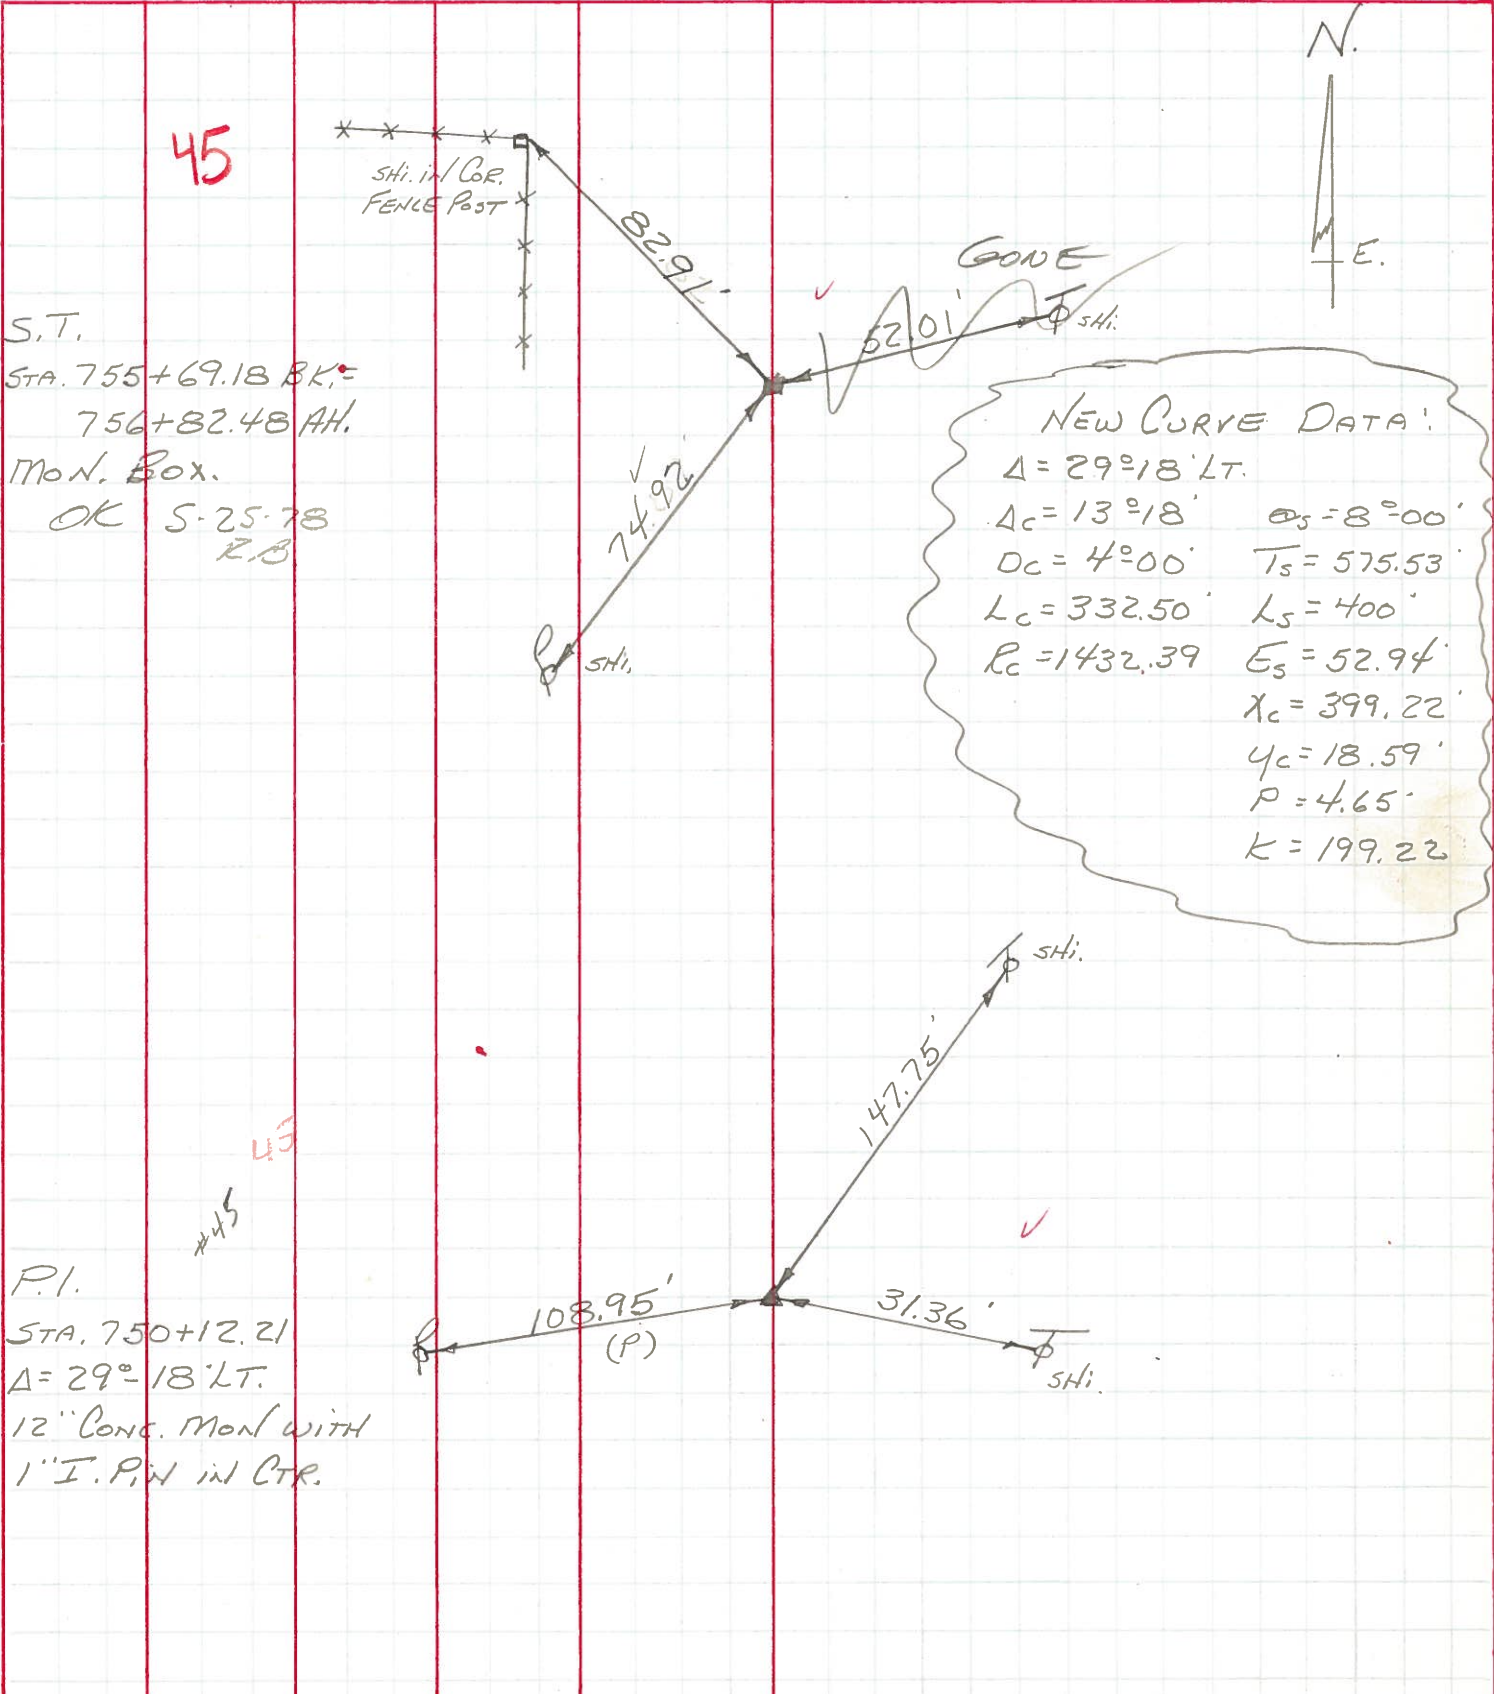 N.
E.
45
SHi. in COR.
FENCE POST
82.92'
GONE
52.01'
SHi.
S.T.
STA. 755+69.18 BK.=
756+82.48 AH.
MON. BOX.
OK 5-25-78
R.B
74.92'
SHi.
NEW CURVE DATA:
Δ = 29°-18' LT.
Δc = 13°-18' θs = 8°-00'
Dc = 4°-00' Ts = 575.53'
Lc = 332.50' Ls = 400'
Rc = 1432.39 Es = 52.94'
Xc = 399.22'
Yc = 18.59'
P = 4.65'
K = 199.22
SHi.
147.75'
45
#45
P.I.
STA. 750+12.21
Δ = 29°-18' LT.
12" CONC. MON WITH
1" I. PIN IN CTR.
108.95'
(P)
31.36'
SHi.